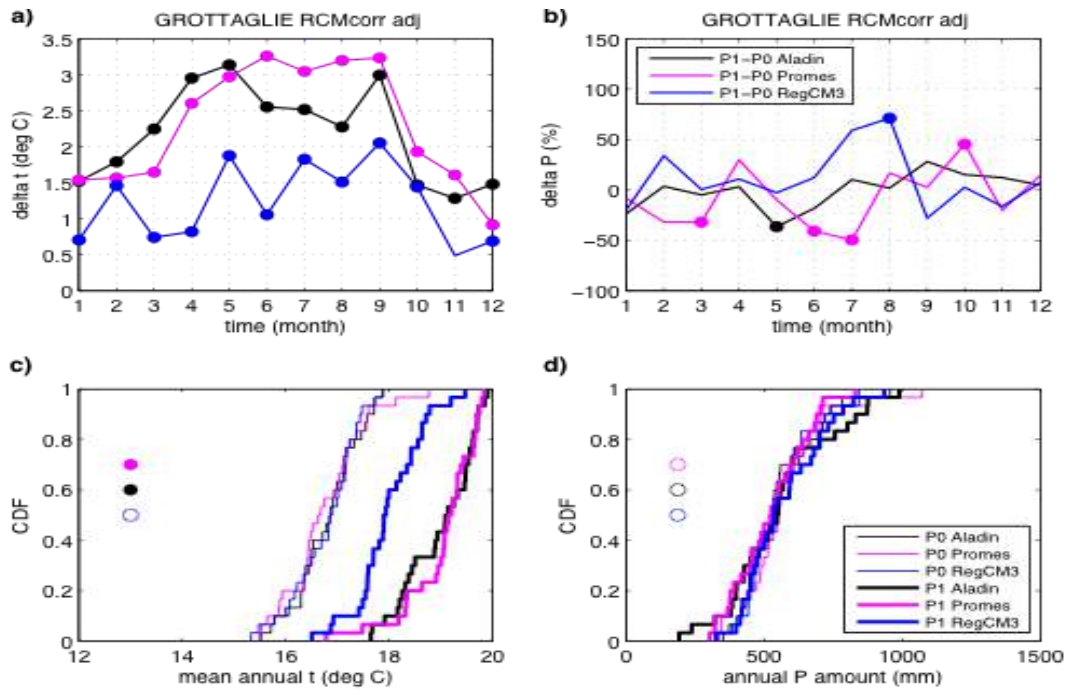 a) GROTTAGLIE RCMcorr adj
3.5
3
2.5
2
1.5
1
0.5
0
delta t (deg C)
1 2 3 4 5 6 7 8 9 10 11 12
time (month)
b) GROTTAGLIE RCMcorr adj
150
100
50
0
−50
−100
delta P (%)
P1−P0 Aladin
P1−P0 Promes
P1−P0 RegCM3
1 2 3 4 5 6 7 8 9 10 11 12
time (month)
c)
1
0.8
0.6
0.4
0.2
0
CDF
12 14 16 18 20
mean annual t (deg C)
d)
1
0.8
0.6
0.4
0.2
0
CDF
P0 Aladin
P0 Promes
P0 RegCM3
P1 Aladin
P1 Promes
P1 RegCM3
0 500 1000 1500
annual P amount (mm)